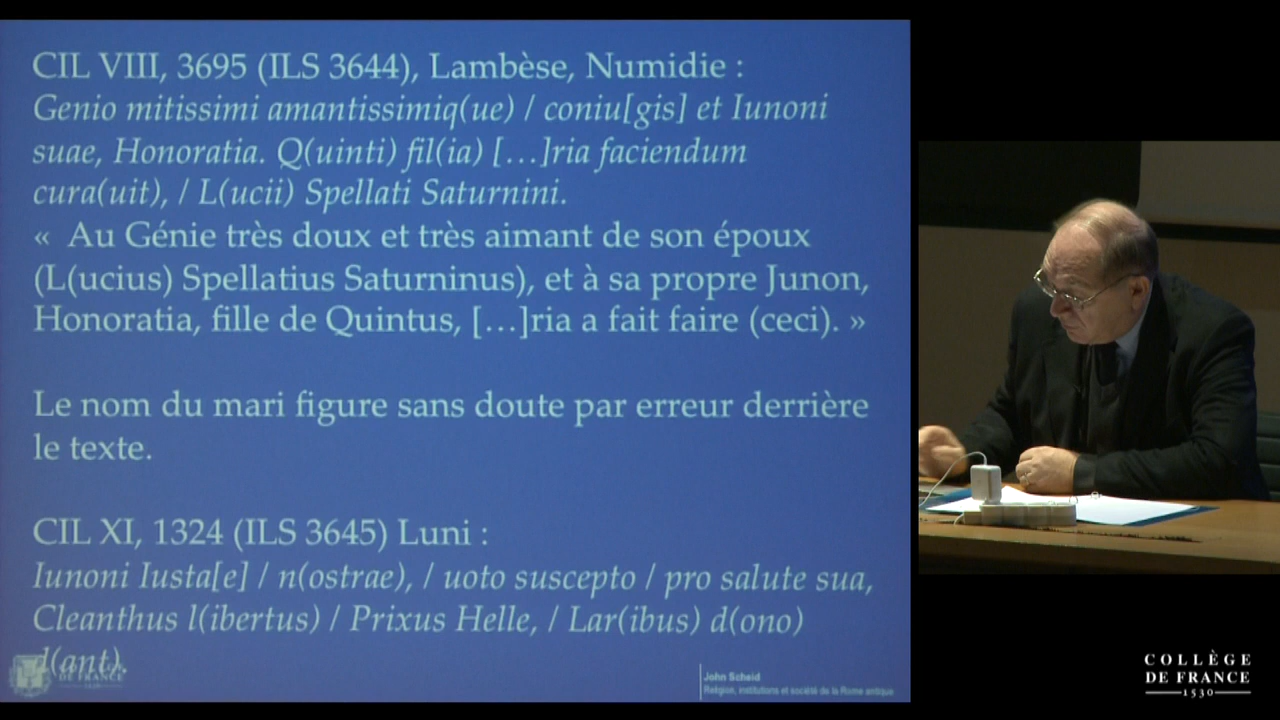 CIL VIII, 3695 (ILS 3644), Lambèse, Numidie :
Genio mitissimi amantissimiq(ue) / coniu[gis] et Iunoni
suae, Honoratia. Q(uinti) fil(ia) […]ria faciendum
cura(uit), / L(ucii) Spellati Saturnini.
« Au Génie très doux et très aimant de son époux
(L(ucius) Spellatius Saturninus), et à sa propre Junon,
Honoratia, fille de Quintus, […]ria a fait faire (ceci). »
Le nom du mari figure sans doute par erreur derrière
le texte.
CIL XI, 1324 (ILS 3645) Luni :
Iunoni Iusta[e] / n(ostrae), / uoto suscepto / pro salute sua,
Cleanthus l(ibertus) / Prixus Helle, / Lar(ibus) d(ono)
d(ant).
DE FRANCE
John Scheid
Religion, institutions et société de la Rome antique
COLLÈGE
DE FRANCE
1530